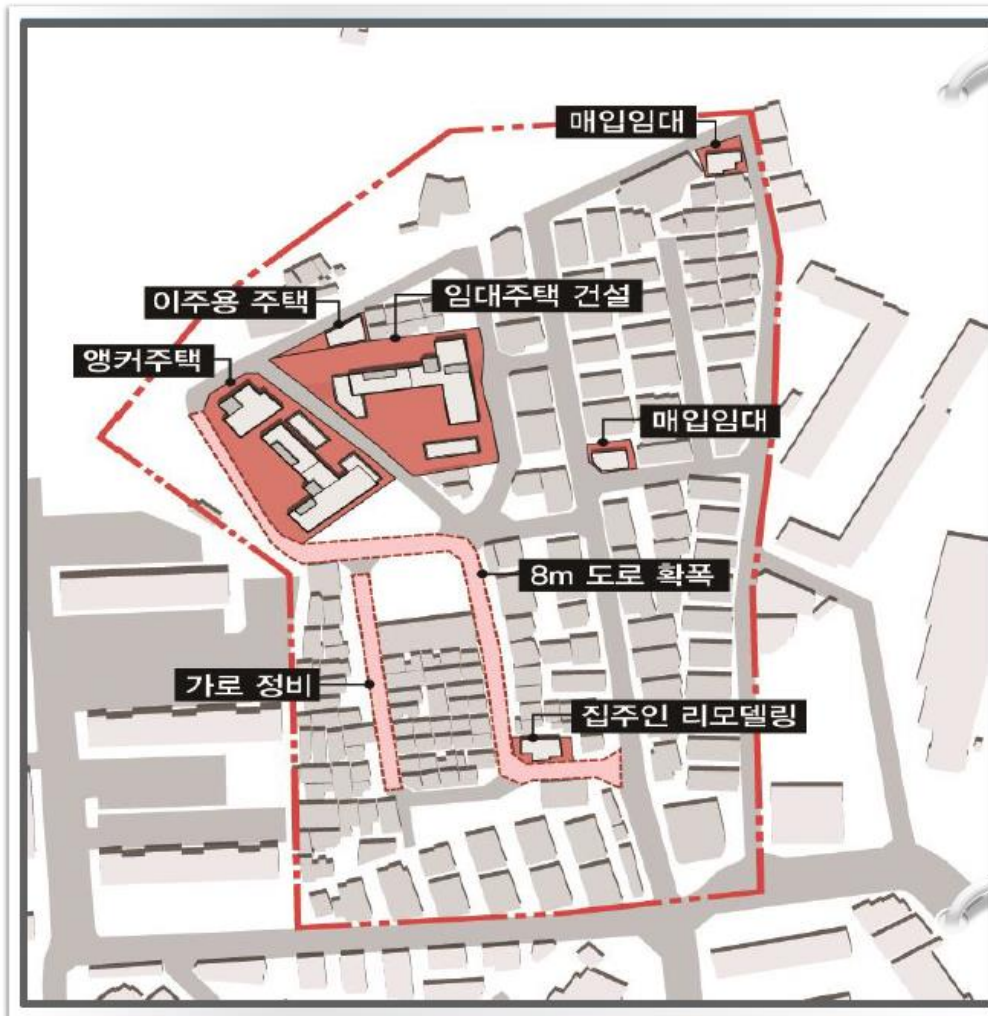 매입임대
이주용 주택
임대주택 건설
앵커주택
매입임대
8m 도로 확폭
가로 정비
집주인 리모델링